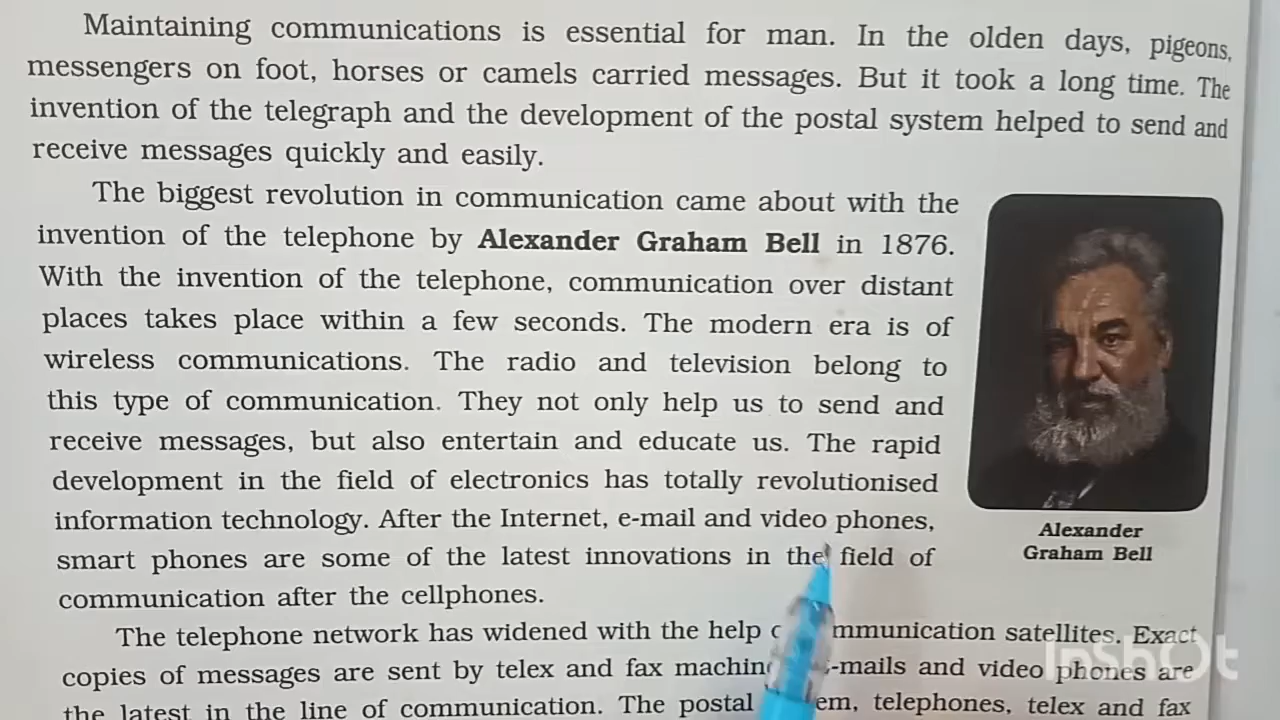 Maintaining communications is essential for man. In the olden days, pigeons,
messengers on foot, horses or camels carried messages. But it took a long time. The
invention of the telegraph and the development of the postal system helped to send and
receive messages quickly and easily.
The biggest revolution in communication came about with the
invention of the telephone by Alexander Graham Bell in 1876.
With the invention of the telephone, communication over distant
places takes place within a few seconds. The modern era is of
wireless communications. The radio and television belong to
this type of communication. They not only help us to send and
receive messages, but also entertain and educate us. The rapid
development in the field of electronics has totally revolutionised
information technology. After the Internet, e-mail and video phones,
smart phones are some of the latest innovations in the field of
communication after the cellphones.
Alexander
Graham Bell
The telephone network has widened with the help communication satellites. Exact
copies of messages are sent by telex and fax -mails and video phones are
the latest in the line of communication. The postal telephones, telex and fax
InShOt